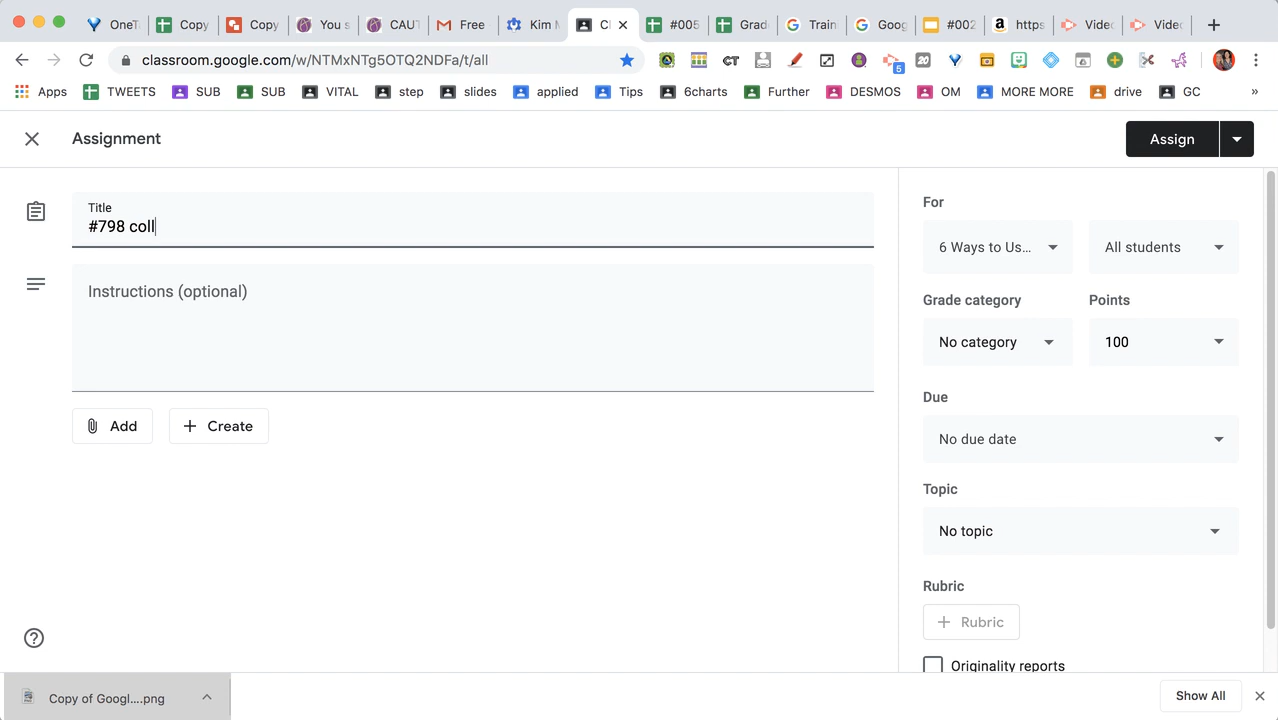 OneT
Copy
Copy
You s
CAUT
Free
Kim M
Cl
#005
Grad
Train
Goog
#002
https
Videc
Videc
classroom.google.com/w/NTMxNTg5OTQ2NDFa/t/all
5
CT
20
Apps
TWEETS
SUB
SUB
VITAL
step
slides
applied
Tips
6charts
Further
DESMOS
OM
MORE MORE
drive
GC
»
Assignment
Assign
Title
#798 coll
Instructions (optional)
Add
Create
For
6 Ways to Us...
All students
Grade category
Points
No category
100
Due
No due date
Topic
No topic
Rubric
Rubric
Originality reports
Copy of Googl....png
Show All